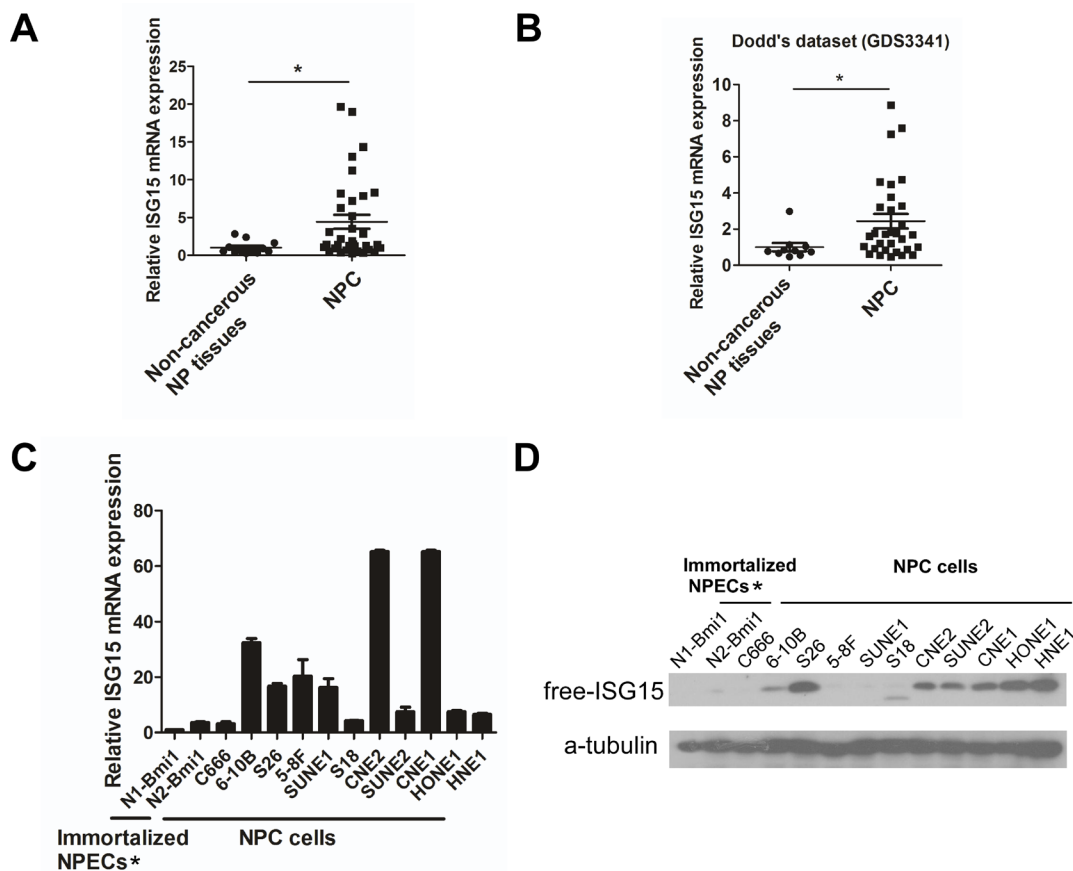 A
Relative ISG15 mRNA expression
25
20
15
10
5
0
*
Non-cancerous
NP tissues
NPC
B
Dodd's dataset (GDS3341)
Relative ISG15 mRNA expression
10
8
6
4
2
0
*
Non-cancerous
NP tissues
NPC
C
Relative ISG15 mRNA expression
80
60
40
20
0
N1-Bmi1
N2-Bmi1
C666
6-10B
S26
5-8F
SUNE1
S18
CNE2
SUNE2
CNE1
HONE1
HNE1
Immortalized
NPECs*
NPC cells
D
Immortalized
NPECs*
NPC cells
N1-Bmi1
N2-Bmi1
C666
6-10B
S26
5-8F
SUNE1
S18
CNE2
SUNE2
CNE1
HONE1
HNE1
free-ISG15
a-tubulin